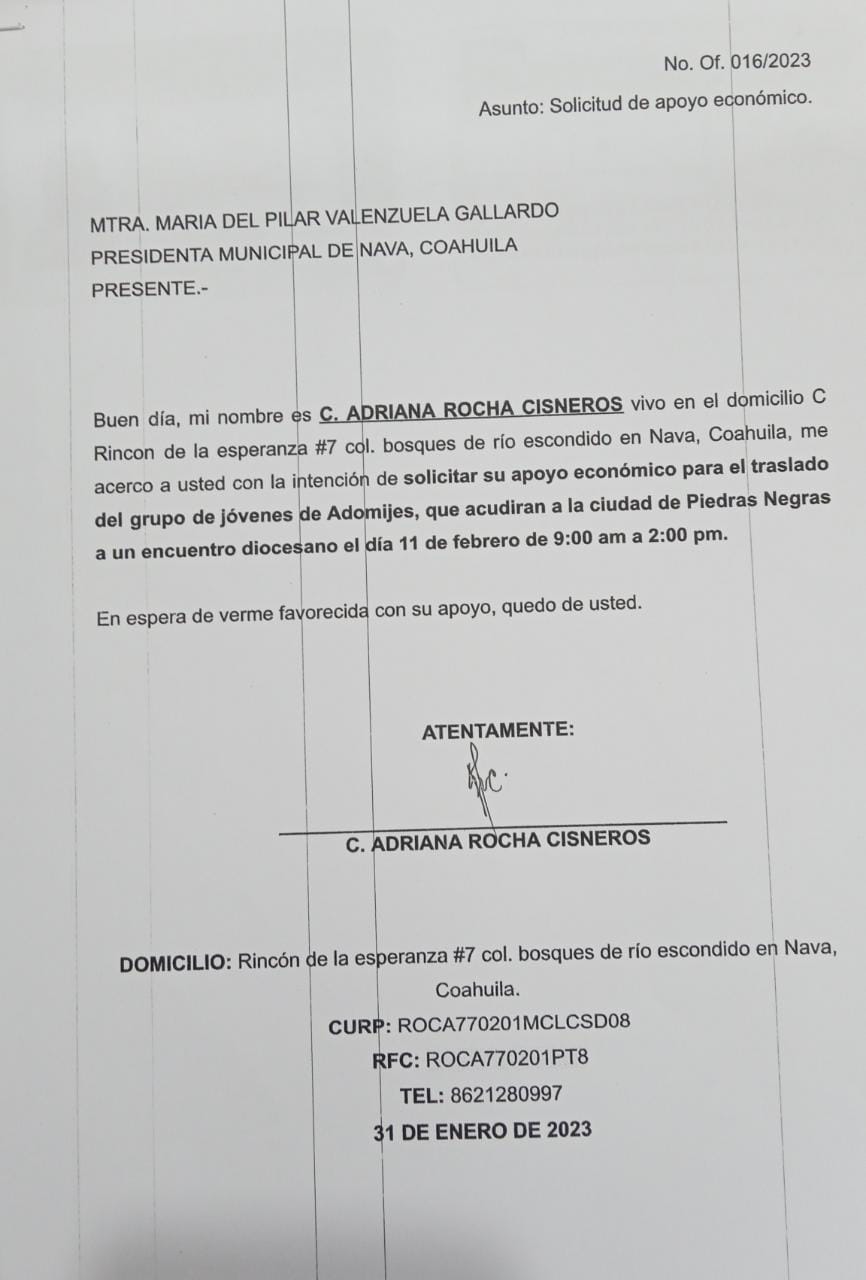 No. Of. 016/2023
Asunto: Solicitud de apoyo económico.
MTRA. MARIA DEL PILAR VALENZUELA GALLARDO
PRESIDENTA MUNICIPAL DE NAVA, COAHUILA
PRESENTE.-
Buen día, mi nombre es C. ADRIANA ROCHA CISNEROS vivo en el domicilio C
Rincon de la esperanza #7 col. bosques de río escondido en Nava, Coahuila, me
acerco a usted con la intención de solicitar su apoyo económico para el traslado
del grupo de jóvenes de Adomijes, que acudiran a la ciudad de Piedras Negras
a un encuentro diocesano el día 11 de febrero de 9:00 am a 2:00 pm.
En espera de verme favorecida con su apoyo, quedo de usted.
ATENTAMENTE:
C. ADRIANA ROCHA CISNEROS
DOMICILIO: Rincón de la esperanza #7 col. bosques de río escondido en Nava,
Coahuila.
CURP: ROCA770201MCLCSD08
RFC: ROCA770201PT8
TEL: 8621280997
31 DE ENERO DE 2023